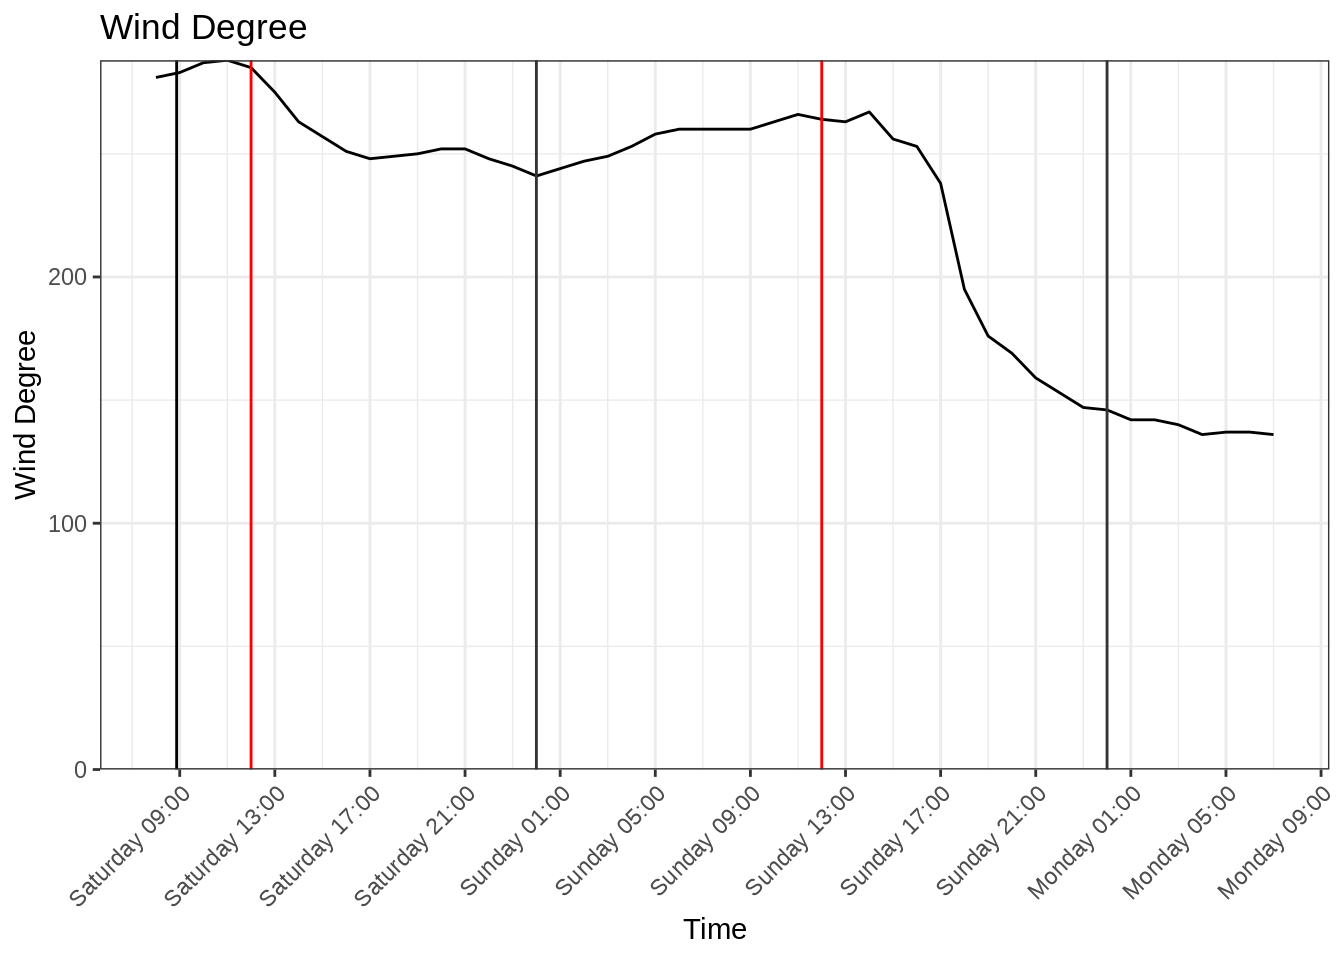 Wind Degree
Wind Degree
200
100
0
Saturday 09:00
Saturday 13:00
Saturday 17:00
Saturday 21:00
Sunday 01:00
Sunday 05:00
Sunday 09:00
Sunday 13:00
Sunday 17:00
Sunday 21:00
Monday 01:00
Monday 05:00
Monday 09:00
Time